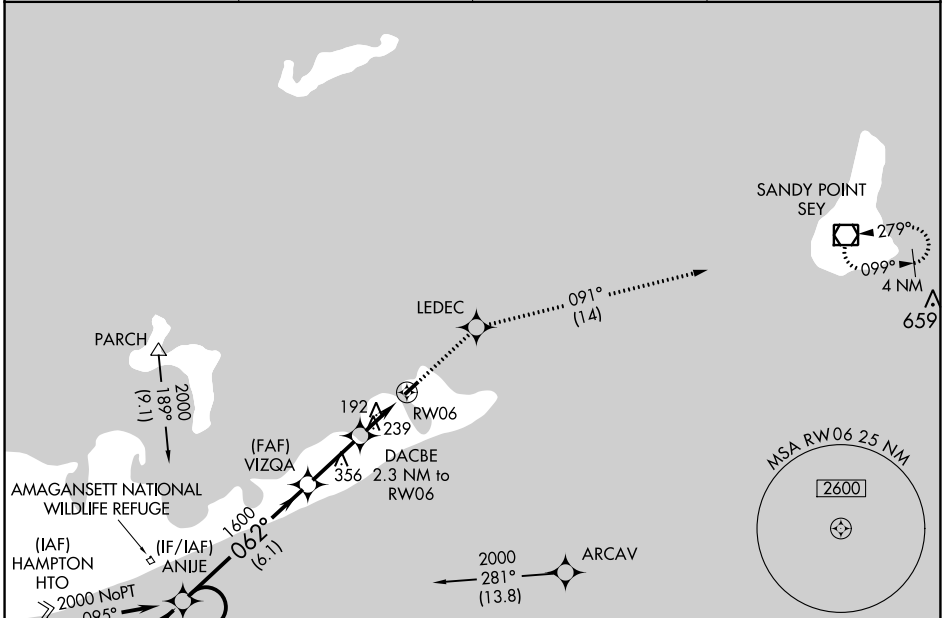 SANDY POINT
SEY
279°
099°
4 NM
659
LEDEC
091°
(14)
PARCH
2000
189°
(9.1)
192
RW06
239
(FAF)
VIZQA
356
DACBE
2.3 NM to
RW06
MSA RW06 25 NM
2600
AMAGANSETT NATIONAL
WILDLIFE REFUGE
1600
062°
(6.1)
(IAF)
HAMPTON
HTO
(IF/IAF)
ANIJE
2000
281°
(13.8)
ARCAV
2000 NoPT
095°